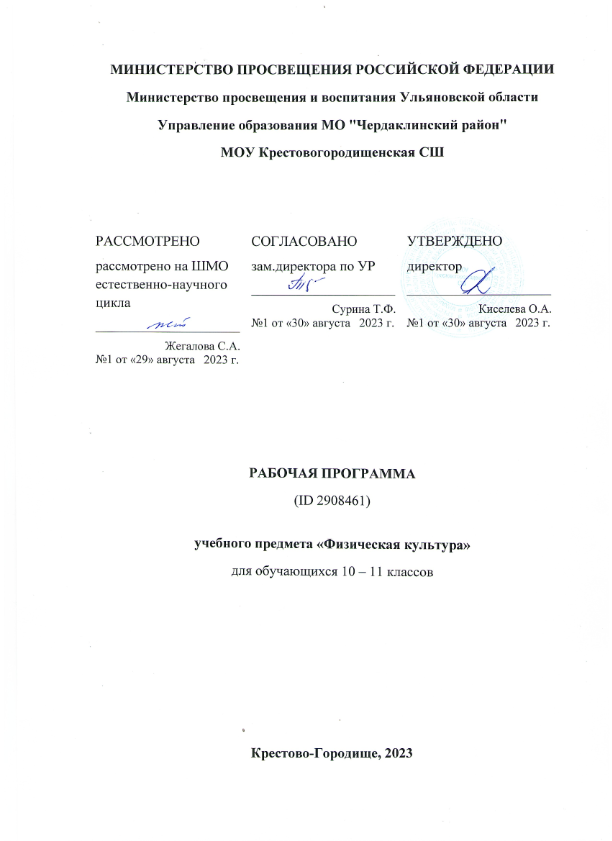 МИНИСТЕРСТВО ПРОСВЕЩЕНИЯ РОССИЙСКОЙ ФЕДЕРАЦИИ
Министерство просвещения и воспитания Ульяновской области
Управление образования МО "Чердаклинский район"
МОУ Крестовогородищенская СШ
РАССМОТРЕНО
рассмотрено на ШМО
естественно-научного
цикла
Жегалова С.А.
№1 от «29» августа 2023 г.
СОГЛАСОВАНО
зам.директора по УР
Сурина Т.Ф.
№1 от «30» августа 2023 г.
УТВЕРЖДЕНО
директор
Киселева О.А.
№1 от «30» августа 2023 г.
РАБОЧАЯ ПРОГРАММА
(ID 2908461)
учебного предмета «Физическая культура»
для обучающихся 10 – 11 классов
Крестово-Городище, 2023